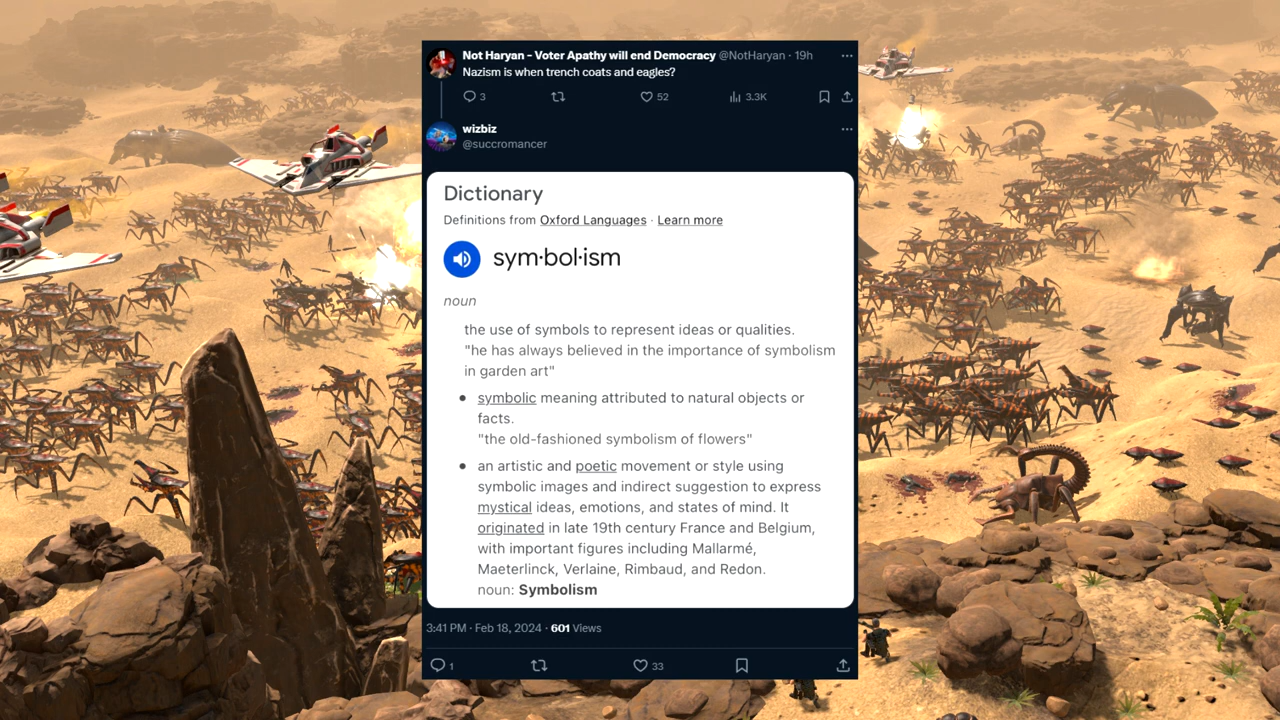 Not Haryan - Voter Apathy will end Democracy @NotHaryan · 19h
Nazism is when trench coats and eagles?
3 52 3.3K
wizbiz
@succromancer
Dictionary
Definitions from Oxford Languages · Learn more
sym·bol·ism
noun
the use of symbols to represent ideas or qualities.
"he has always believed in the importance of symbolism
in garden art"
• symbolic meaning attributed to natural objects or
facts.
"the old-fashioned symbolism of flowers"
• an artistic and poetic movement or style using
symbolic images and indirect suggestion to express
mystical ideas, emotions, and states of mind. It
originated in late 19th century France and Belgium,
with important figures including Mallarmé,
Maeterlinck, Verlaine, Rimbaud, and Redon.
noun: Symbolism
3:41 PM · Feb 18, 2024 · 601 Views
1 33